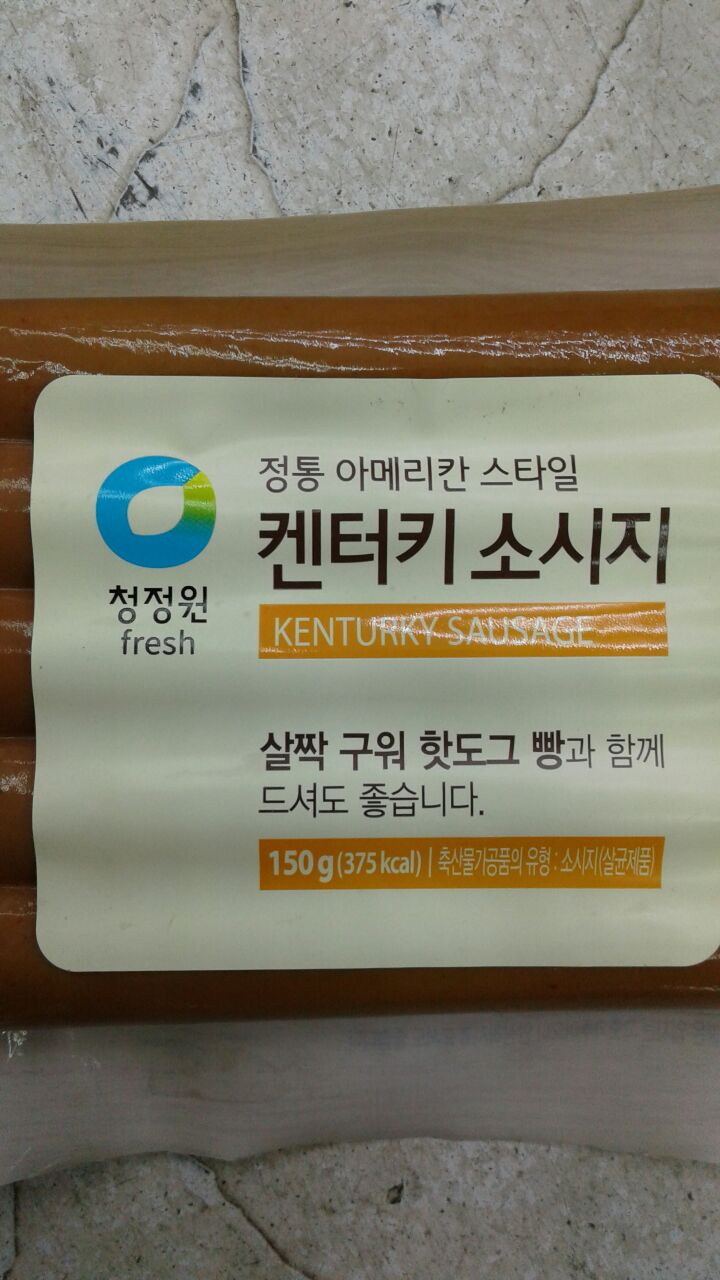 청정원
fresh
정통 아메리칸 스타일
켄터키 소시지
KENTURKY SAUSAGE
살짝 구워 핫도그 빵과 함께
드셔도 좋습니다.
150g(375kcal) | 축산물가공품의 유형 : 소시지(살균제품)